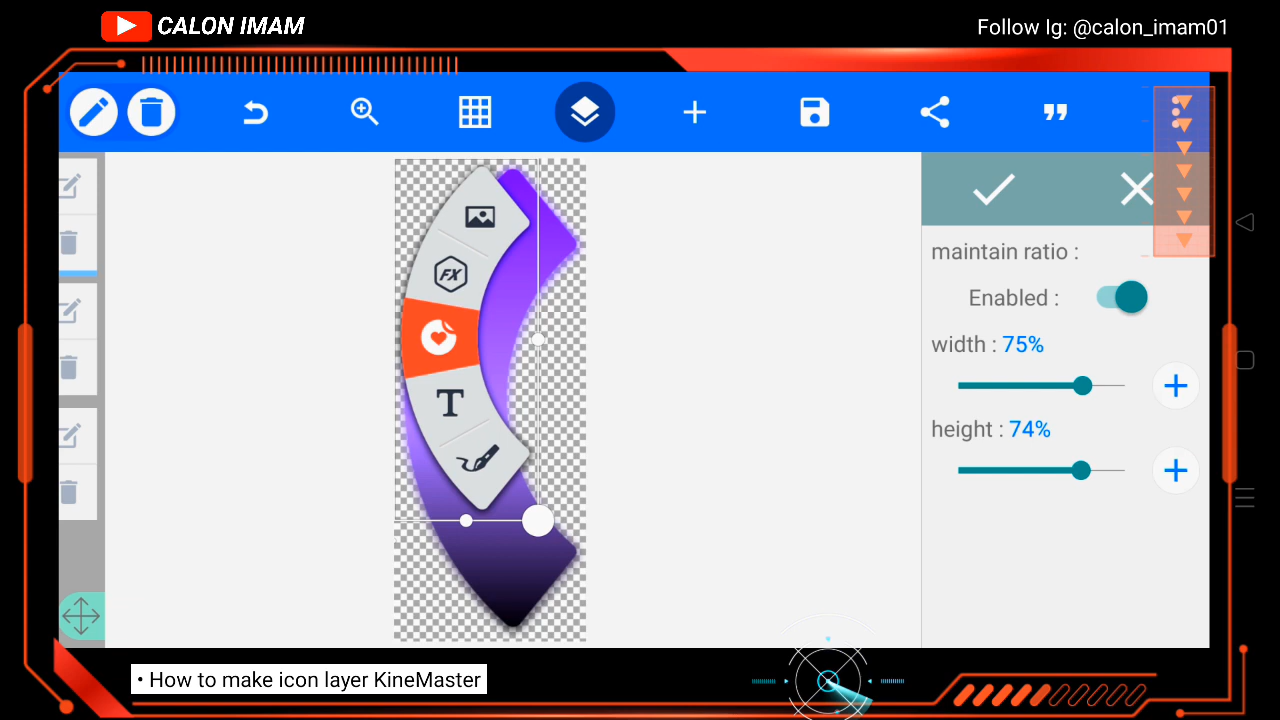 CALON IMAM
Follow Ig: @calon_imam01
maintain ratio :
FX
Enabled :
width : 75%
T
height : 74%
• How to make icon layer KineMaster